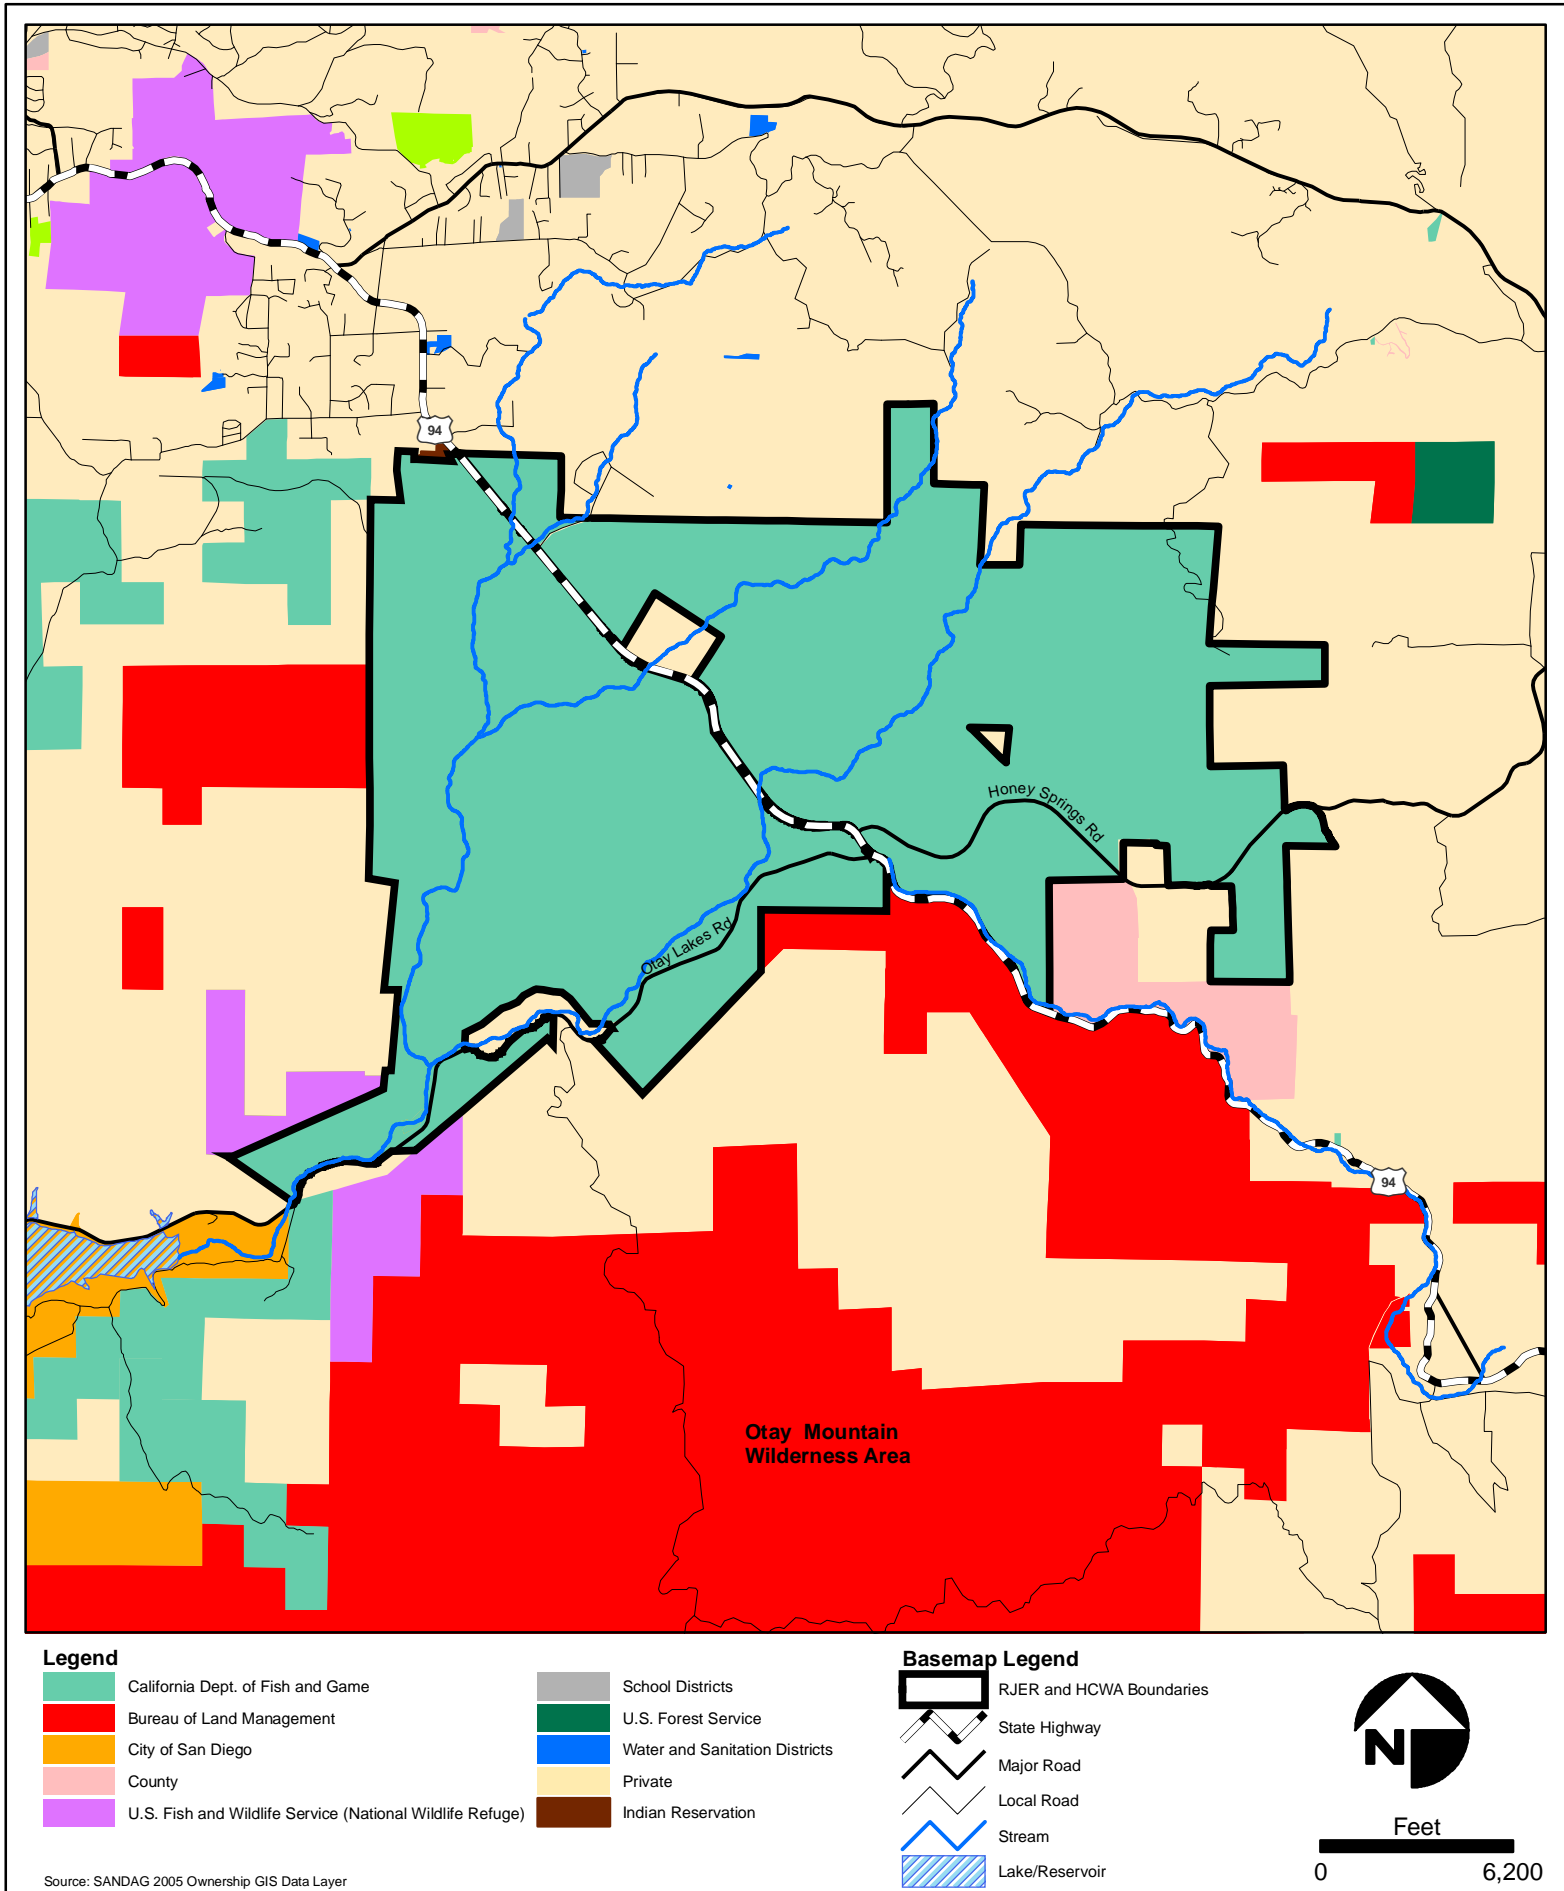 94
Honey Springs Rd
Otay Lakes Rd
94
Otay Mountain
Wilderness Area
Legend
California Dept. of Fish and Game
Bureau of Land Management
City of San Diego
County
U.S. Fish and Wildlife Service (National Wildlife Refuge)
School Districts
U.S. Forest Service
Water and Sanitation Districts
Private
Indian Reservation
Basemap Legend
RJER and HCWA Boundaries
State Highway
Major Road
Local Road
Stream
Lake/Reservoir
N
Feet
0 6,200
Source: SANDAG 2005 Ownership GIS Data Layer